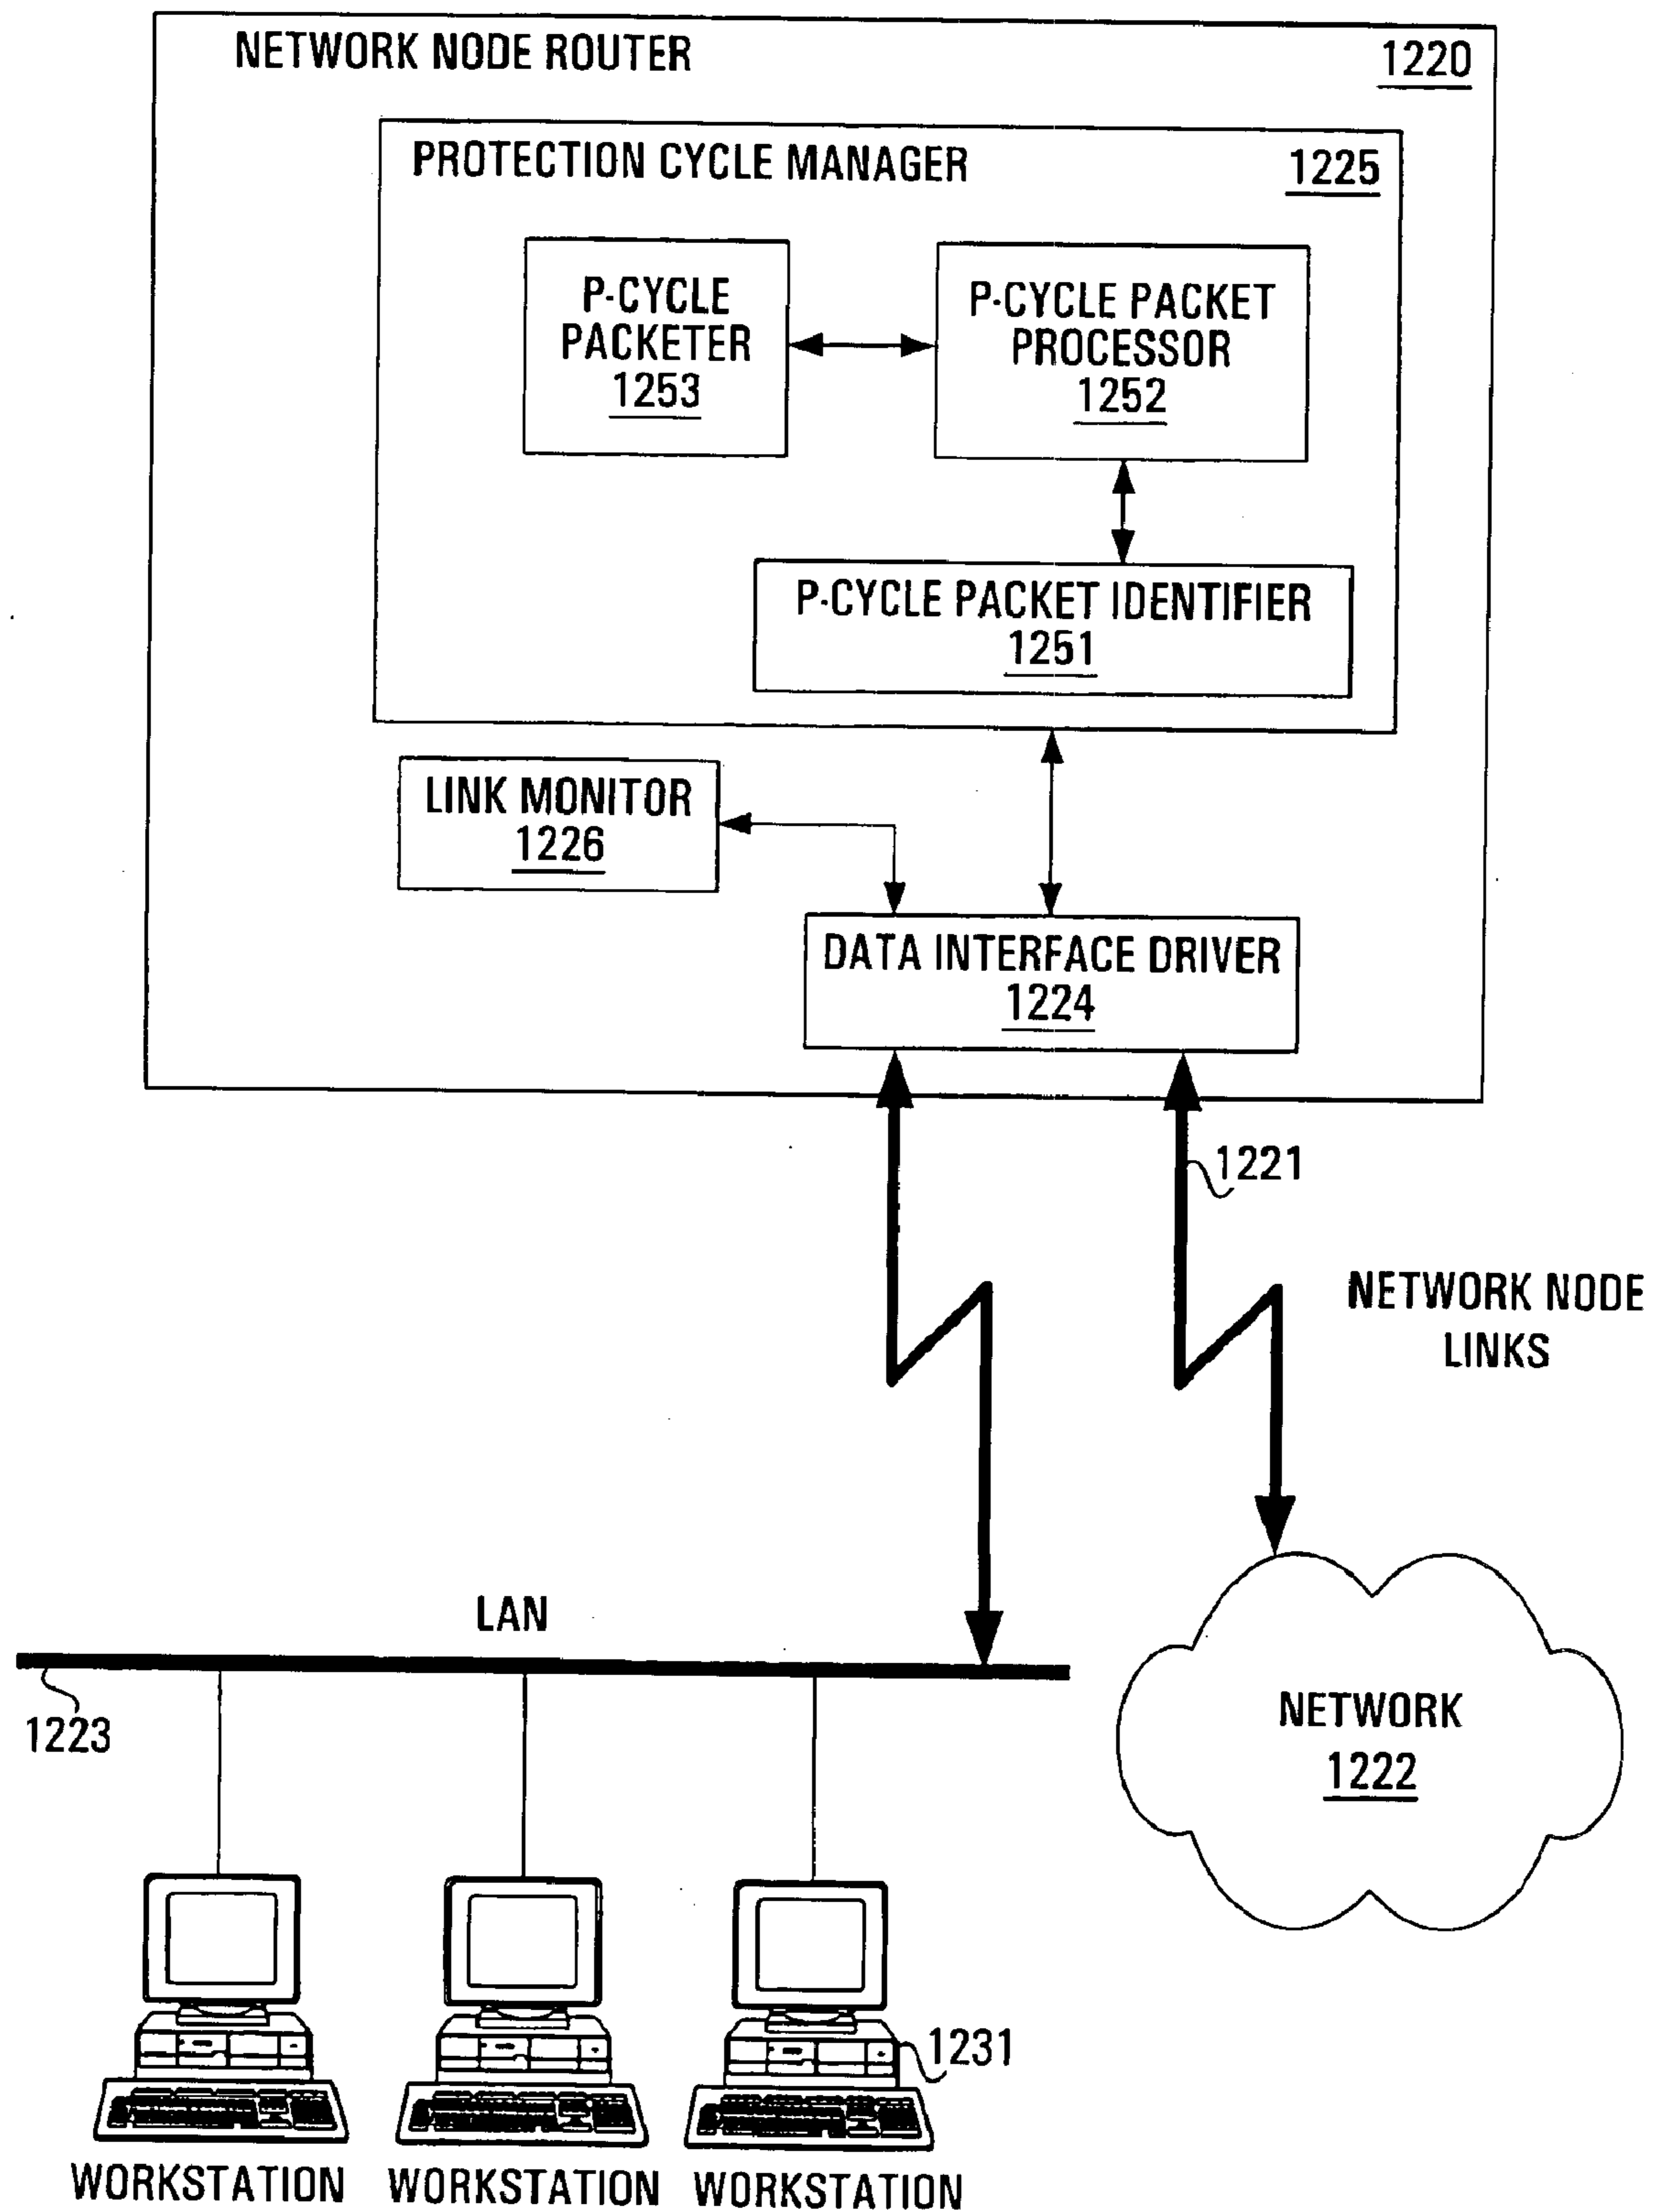 NETWORK NODE ROUTER
1220
PROTECTION CYCLE MANAGER
1225
P-CYCLE
PACKETER
1253
P-CYCLE PACKET
PROCESSOR
1252
P-CYCLE PACKET IDENTIFIER
1251
LINK MONITOR
1226
DATA INTERFACE DRIVER
1224
1221
NETWORK NODE
LINKS
LAN
1223
NETWORK
1222
1231
WORKSTATION
WORKSTATION
WORKSTATION